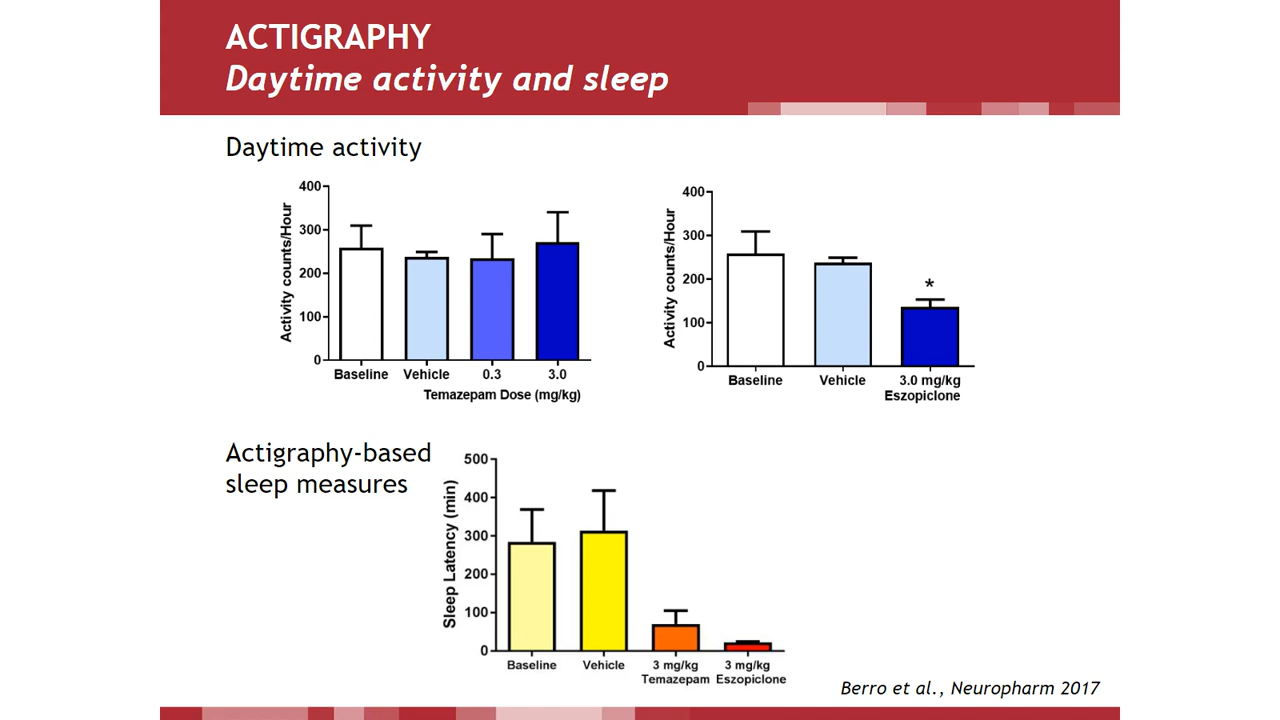 ACTIGRAPHY
Daytime activity and sleep
Daytime activity
400
300
200
100
0
Activity counts/Hour
Baseline Vehicle 0.3 3.0
Temazepam Dose (mg/kg)
400
300
200
100
0
Activity counts/Hour
*
Baseline Vehicle 3.0 mg/kg
Eszopiclone
Actigraphy-based
sleep measures
500
400
300
200
100
0
Sleep Latency (min)
Baseline Vehicle 3 mg/kg 3 mg/kg
Temazepam Eszopiclone
Berro et al., Neuropharm 2017